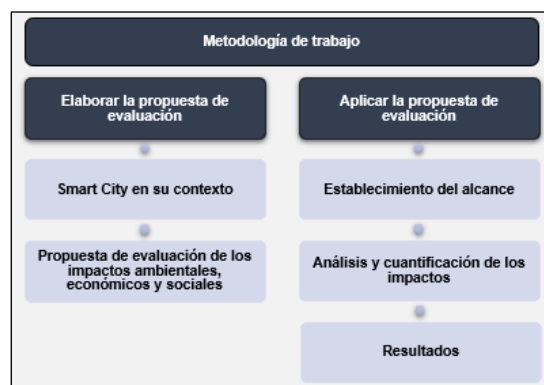 Metodología de trabajo
Elaborar la propuesta de
evaluación
Aplicar la propuesta de
evaluación
Smart City en su contexto
Establecimiento del alcance
Propuesta de evaluación de los
impactos ambientales,
económicos y sociales
Análisis y cuantificación de los
impactos
Resultados